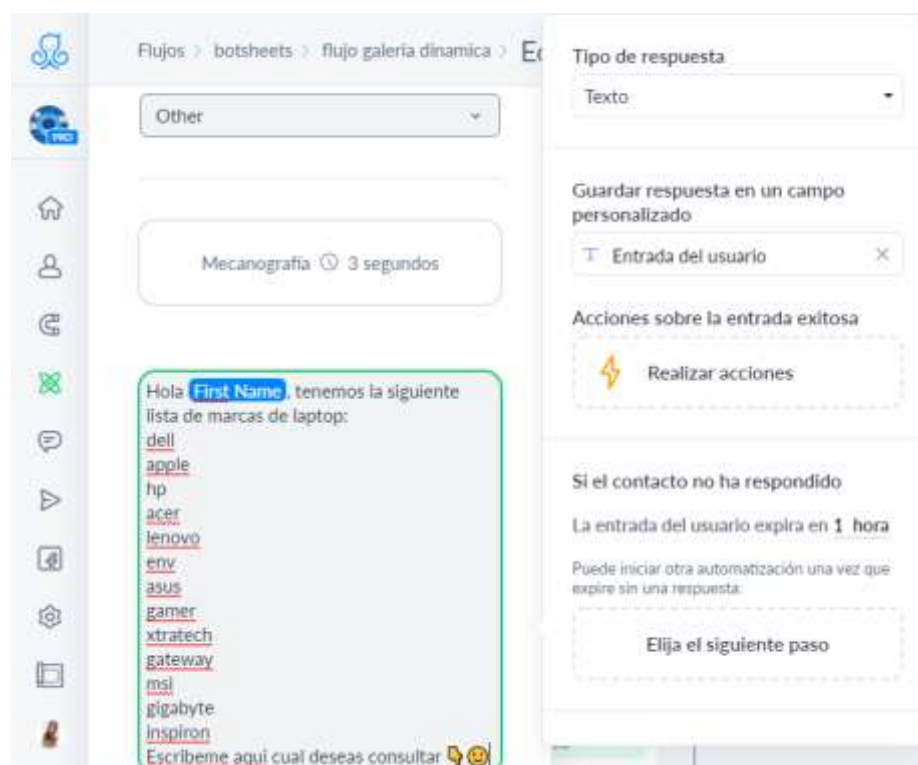 Flujos > botsheets > flujo galeria dinamica > Ed
PRO
Other
Mecanografía 3 segundos
Hola First Name, tenemos la siguiente
lista de marcas de laptop:
dell
apple
hp
acer
lenovo
env
asus
gamer
xtratech
gateway
msi
gigabyte
inspiron
Escribeme aqui cual deseas consultar 👇🙂
Tipo de respuesta
Texto
Guardar respuesta en un campo
personalizado
T Entrada del usuario ×
Acciones sobre la entrada exitosa
Realizar acciones
Si el contacto no ha respondido
La entrada del usuario expira en 1 hora
Puede iniciar otra automatización una vez que
expire sin una respuesta:
Elija el siguiente paso